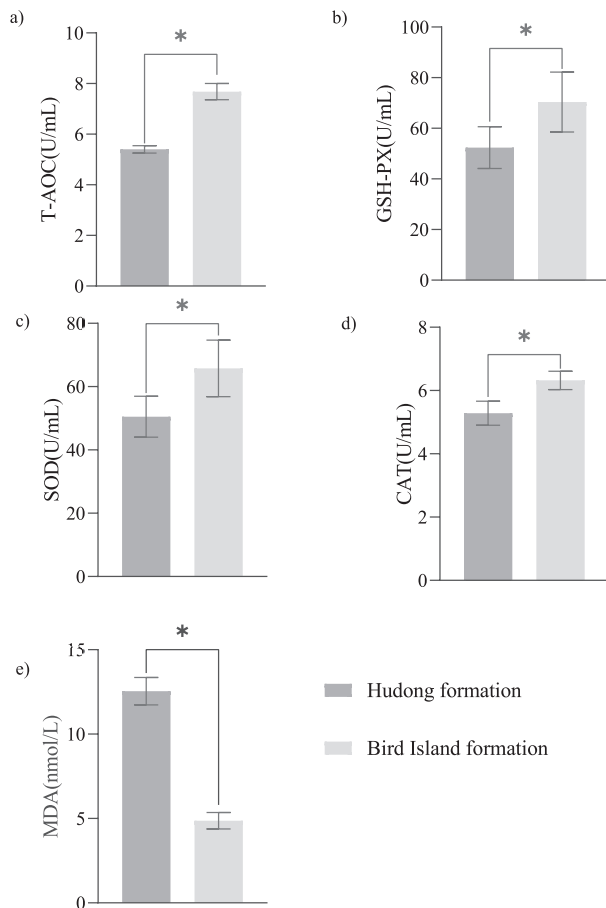 a)
T-AOC(U/mL)
10
8
6
4
2
0
*
b)
GSH-PX(U/mL)
100
80
60
40
20
0
*
c)
SOD(U/mL)
80
60
40
20
0
*
d)
CAT(U/mL)
8
6
4
2
0
*
e)
MDA(nmol/L)
15
10
5
0
*
Hudong formation
Bird Island formation